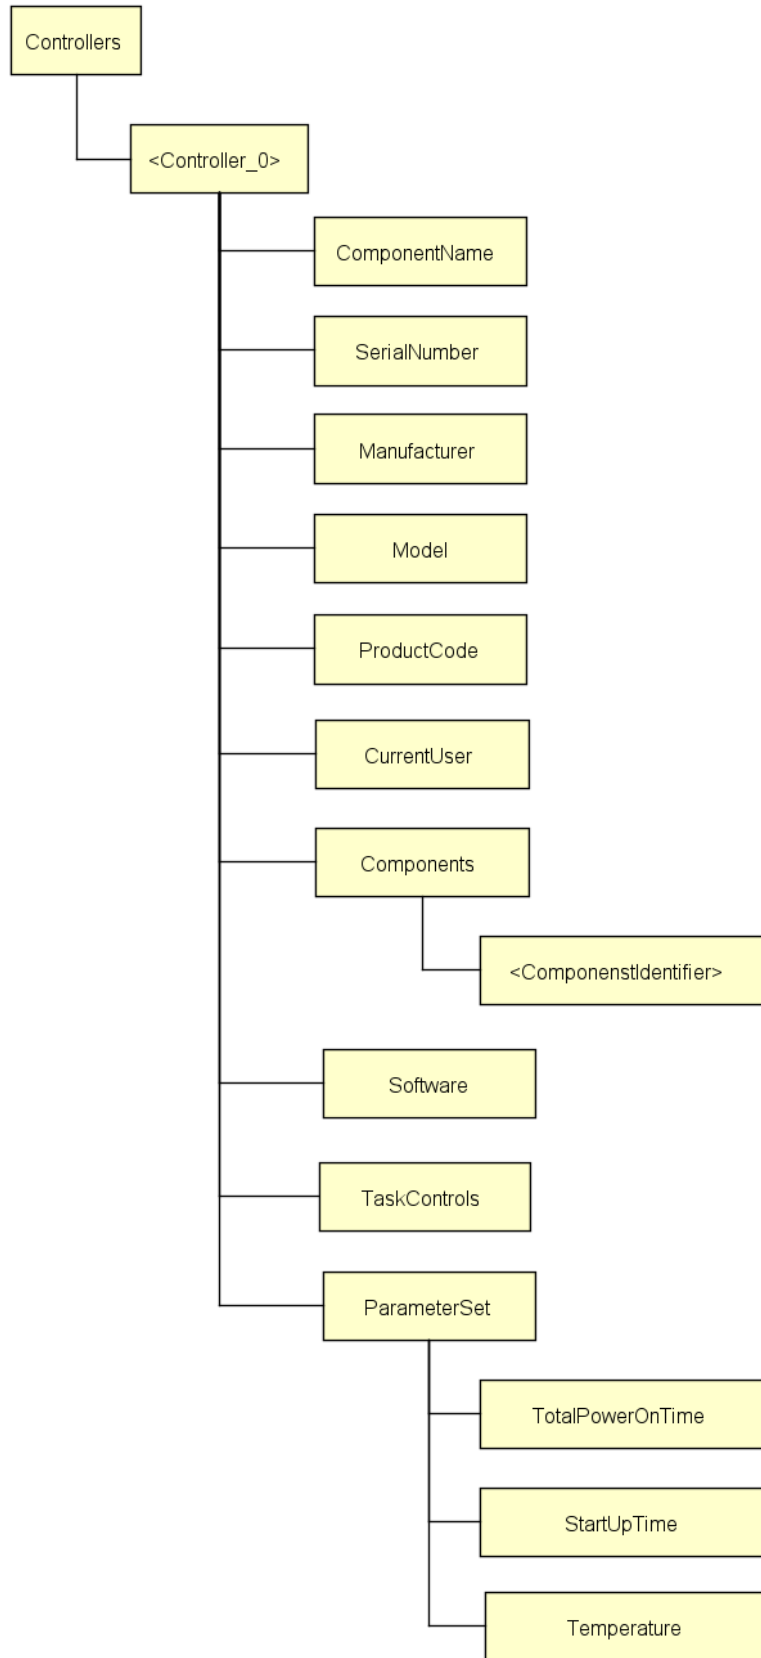 Controllers
<Controller_0>
ComponentName
SerialNumber
Manufacturer
Model
ProductCode
CurrentUser
Components
<ComponenstIdentifier>
Software
TaskControls
ParameterSet
TotalPowerOnTime
StartUpTime
Temperature